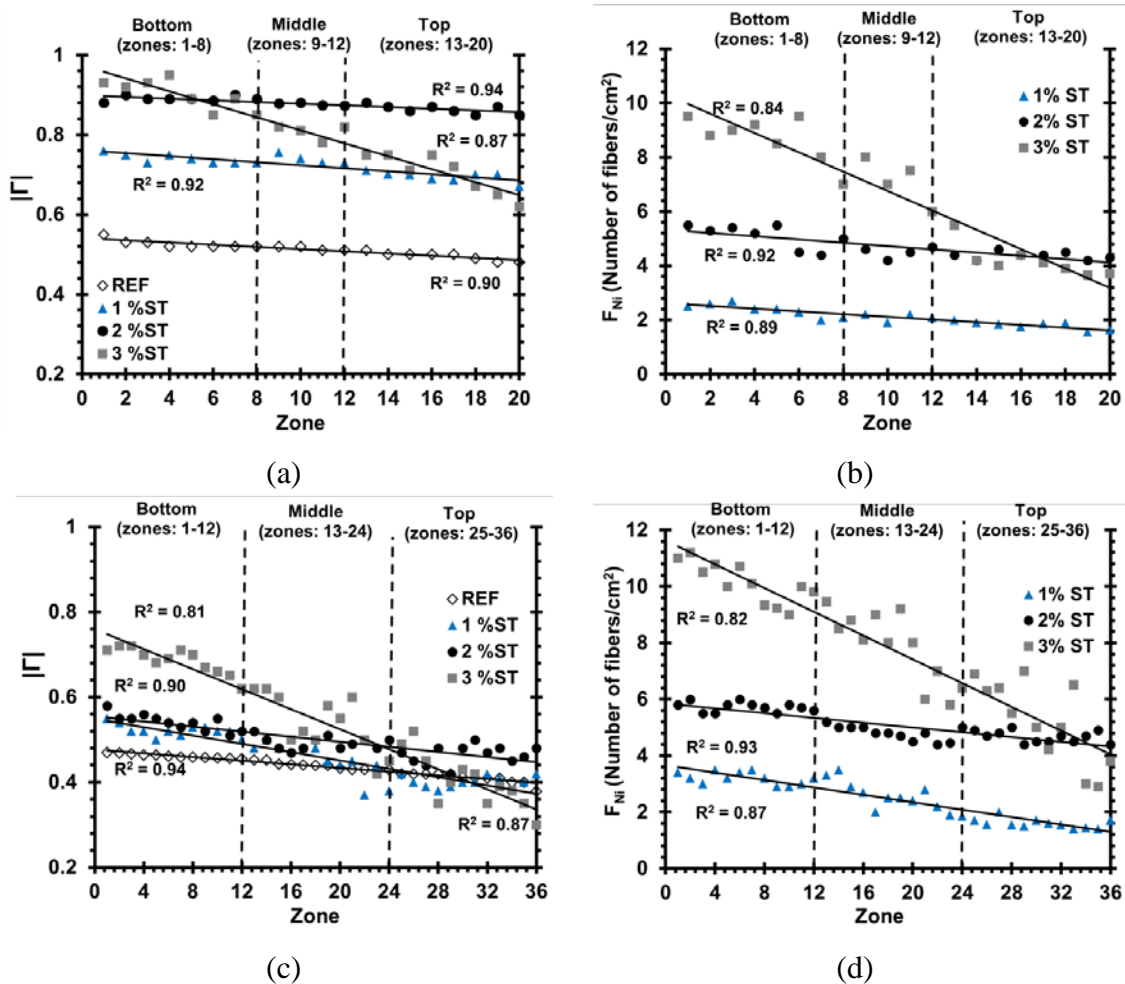 Bottom
(zones: 1-8)
Middle
(zones: 9-12)
Top
(zones: 13-20)
1
0.8
0.6
0.4
0.2
|Γ|
R² = 0.94
R² = 0.87
R² = 0.92
R² = 0.90
REF
1 %ST
2 %ST
3 %ST
0 2 4 6 8 10 12 14 16 18 20
Zone
(a)
Bottom
(zones: 1-8)
Middle
(zones: 9-12)
Top
(zones: 13-20)
12
10
8
6
4
2
0
F_Ni (Number of fibers/cm²)
R² = 0.84
R² = 0.92
R² = 0.89
1% ST
2% ST
3% ST
0 2 4 6 8 10 12 14 16 18 20
Zone
(b)
Bottom
(zones: 1-12)
Middle
(zones: 13-24)
Top
(zones: 25-36)
1
0.8
0.6
0.4
0.2
|Γ|
R² = 0.81
R² = 0.90
R² = 0.94
R² = 0.87
REF
1 %ST
2 %ST
3 %ST
0 4 8 12 16 20 24 28 32 36
Zone
(c)
Bottom
(zones: 1-12)
Middle
(zones: 13-24)
Top
(zones: 25-36)
12
10
8
6
4
2
0
F_Ni (Number of fibers/cm²)
R² = 0.82
R² = 0.93
R² = 0.87
1% ST
2% ST
3% ST
0 4 8 12 16 20 24 28 32 36
Zone
(d)